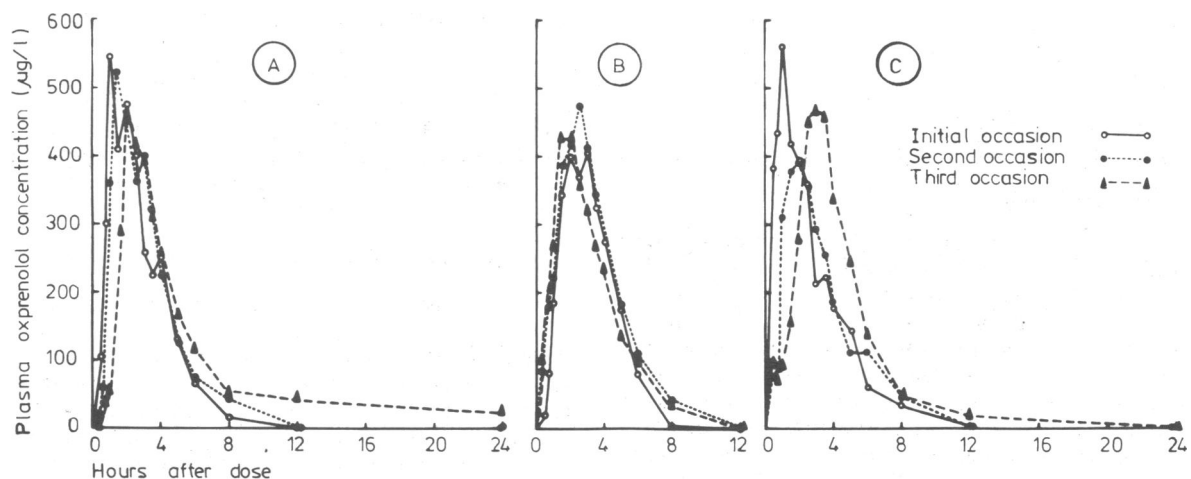 Plasma oxprenolol concentration (µg/l)
600
500
400
300
200
100
0
A
B
C
Initial occasion
Second occasion
Third occasion
0 4 8 12 16 20 24
0 4 8 12
0 4 8 12 16 20 24
Hours after dose